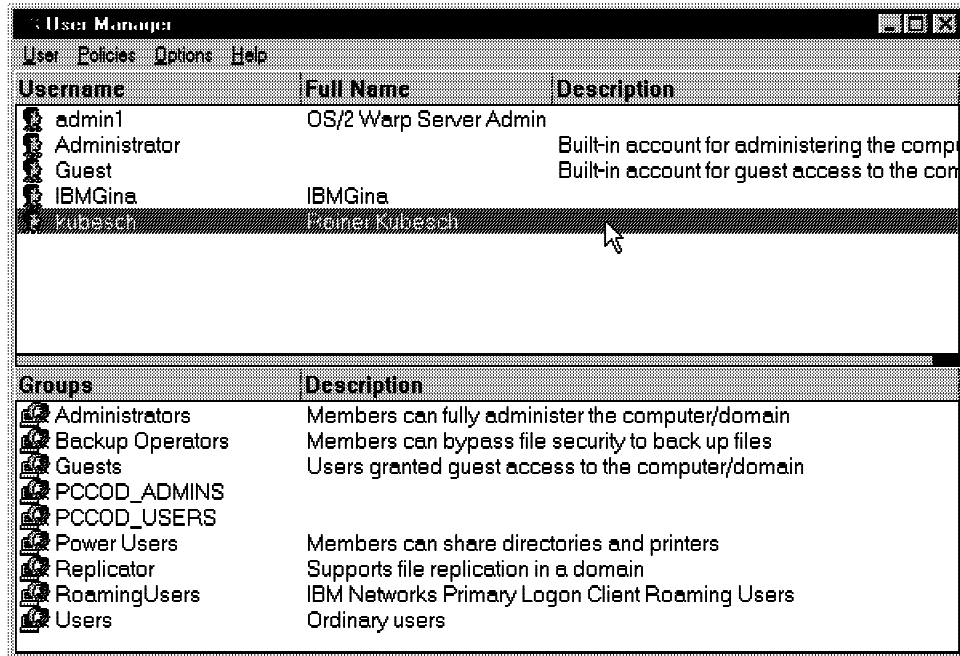 User Manager
User Policies Options Help
Username Full Name Description
admin1 OS/2 Warp Server Admin
Administrator Built-in account for administering the
Guest Built-in account for guest access to the
IBMGina IBMGina
kubesch Rainer Kubesch
Groups Description
Administrators Members can fully administer the computer/domain
Backup Operators Members can bypass file security to back up files
Guests Users granted guest access to the computer/domain
PCCOD_ADMINS
PCCOD_USERS
Power Users Members can share directories and printers
Replicator Supports file replication in a domain
RoamingUsers IBM Networks Primary Logon Client Roaming Users
Users Ordinary users